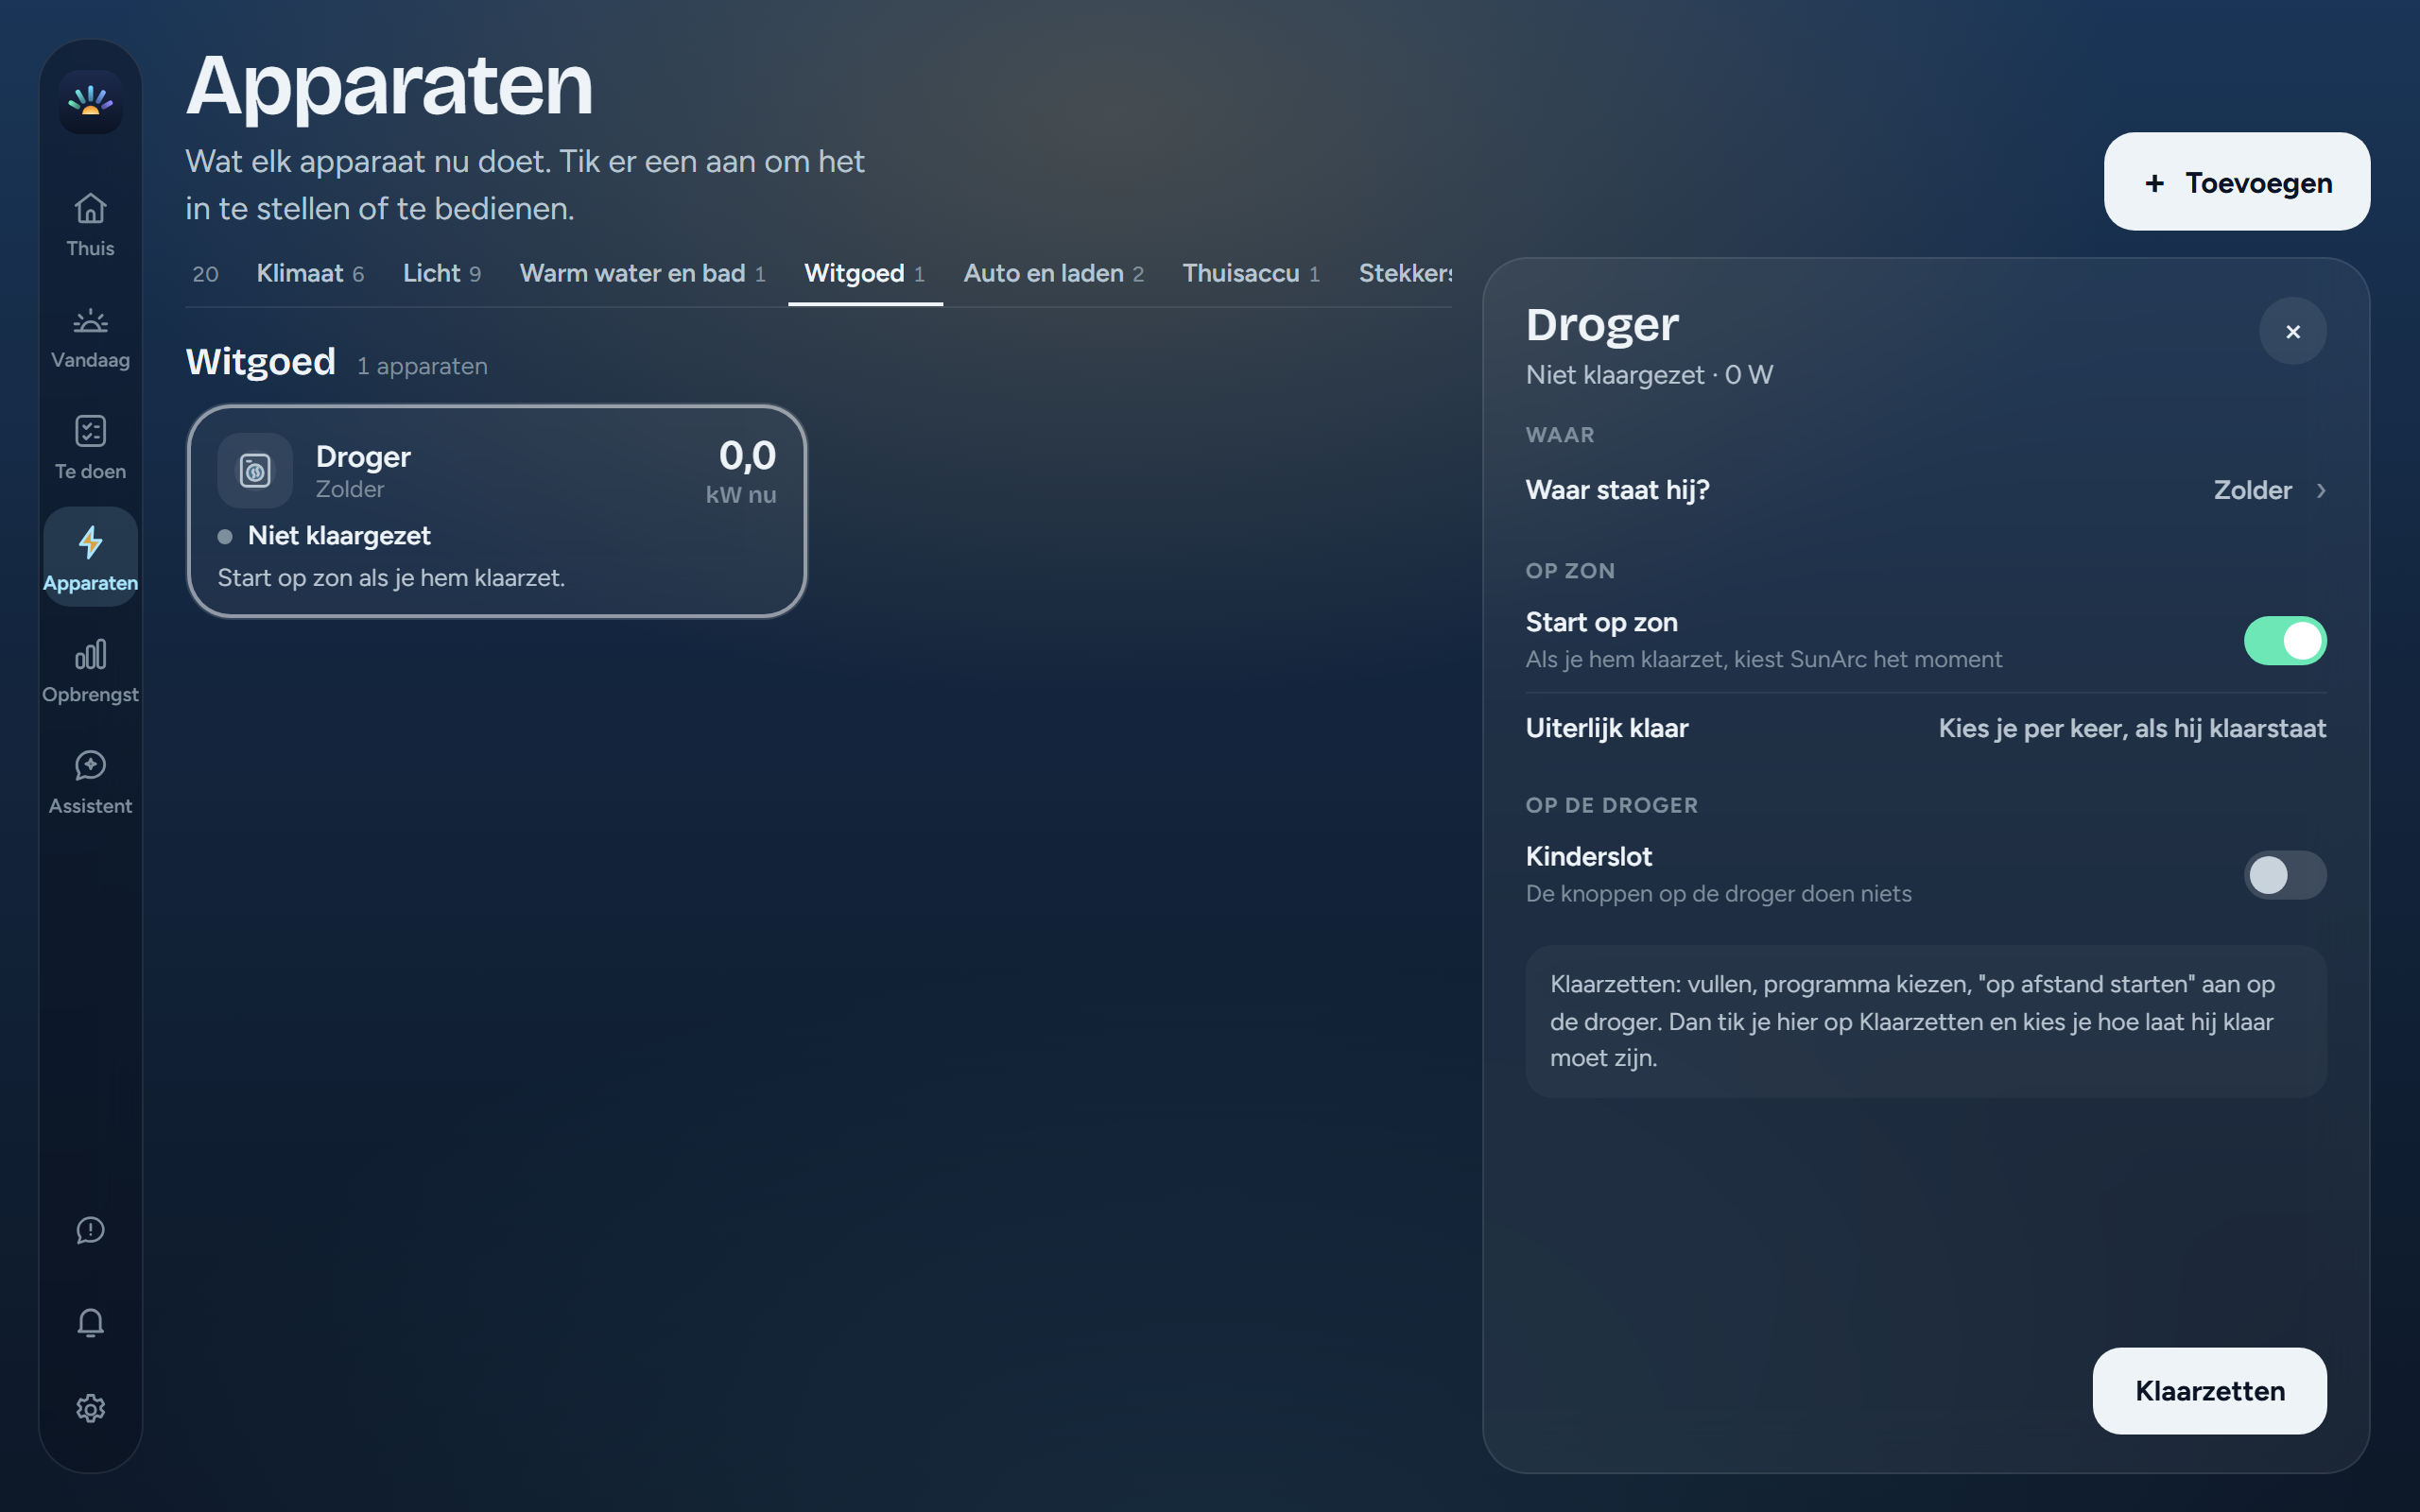 Apparaten
Wat elk apparaat nu doet. Tik er een aan om het
in te stellen of te bedienen.
+ Toevoegen
Thuis
Vandaag
Te doen
Apparaten
Opbrengst
Assistent
20 Klimaat 6 Licht 9 Warm water en bad 1 Witgoed 1 Auto en laden 2 Thuisaccu 1 Stekkers
Witgoed 1 apparaten
Droger
Zolder
0,0
kW nu
Niet klaargezet
Start op zon als je hem klaarzet.
Droger
×
Niet klaargezet · 0 W
WAAR
Waar staat hij? Zolder ›
OP ZON
Start op zon
Als je hem klaarzet, kiest SunArc het moment
Uiterlijk klaar Kies je per keer, als hij klaarstaat
OP DE DROGER
Kinderslot
De knoppen op de droger doen niets
Klaarzetten: vullen, programma kiezen, "op afstand starten" aan op
de droger. Dan tik je hier op Klaarzetten en kies je hoe laat hij klaar
moet zijn.
Klaarzetten